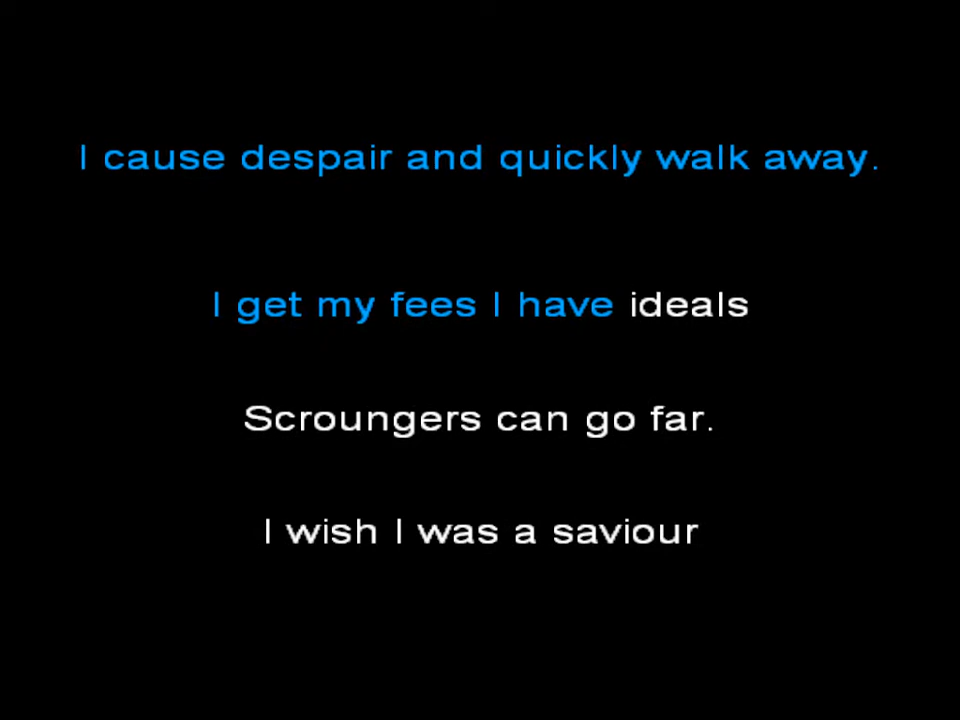 I cause despair and quickly walk away.
I get my fees I have ideals
Scroungers can go far.
I wish I was a saviour